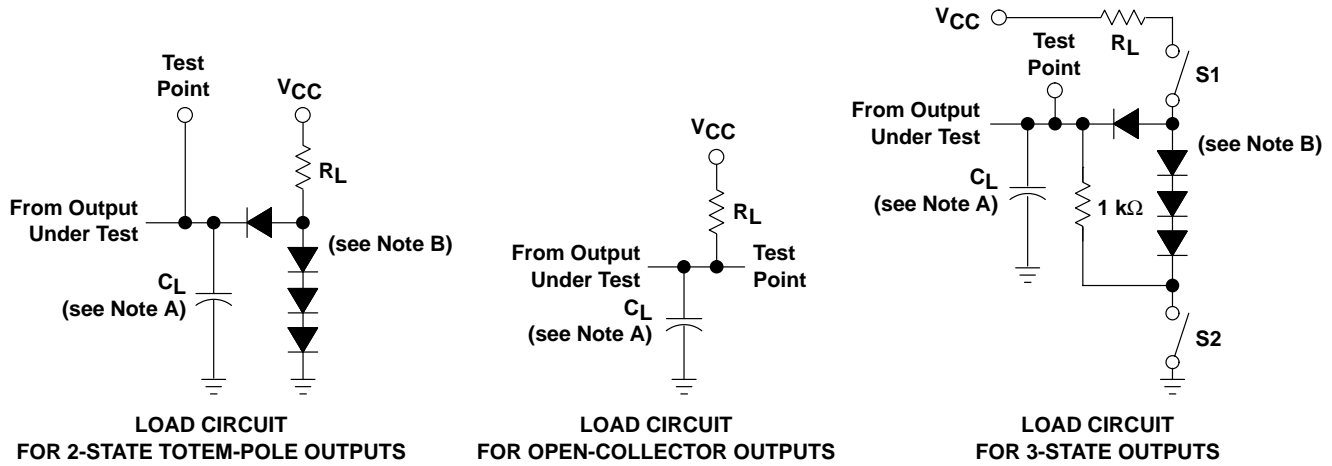 Test
Point
VCC
RL
From Output
Under Test
(see Note B)
CL
(see Note A)
LOAD CIRCUIT
FOR 2-STATE TOTEM-POLE OUTPUTS
VCC
RL
From Output
Under Test
Test
Point
CL
(see Note A)
LOAD CIRCUIT
FOR OPEN-COLLECTOR OUTPUTS
VCC
RL
Test
Point
S1
From Output
Under Test
(see Note B)
CL
(see Note A)
1 kΩ
S2
LOAD CIRCUIT
FOR 3-STATE OUTPUTS